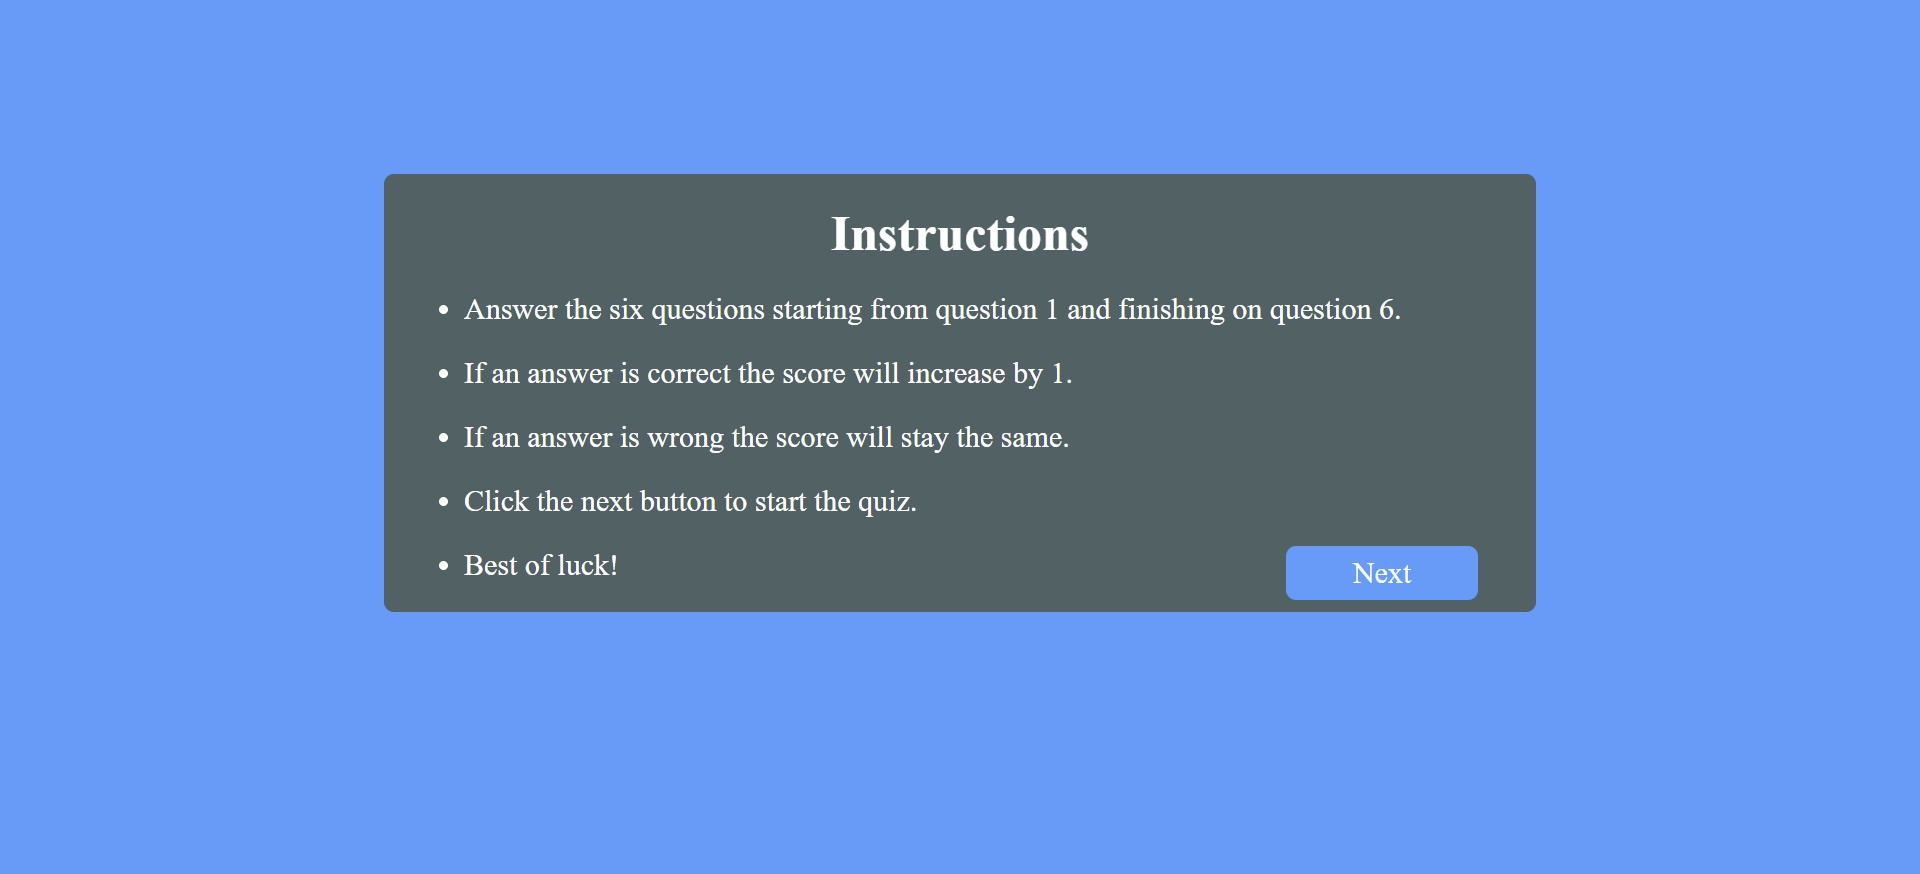 Instructions
• Answer the six questions starting from question 1 and finishing on question 6.
• If an answer is correct the score will increase by 1.
• If an answer is wrong the score will stay the same.
• Click the next button to start the quiz.
• Best of luck!
Next